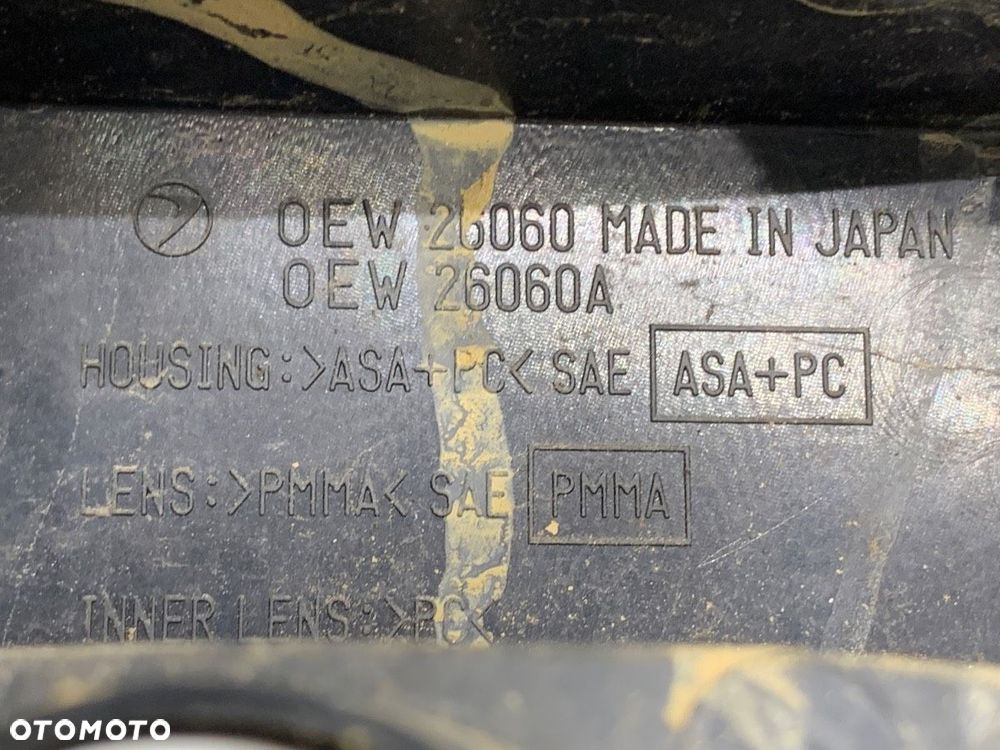 OEW 26060 MADE IN JAPAN
OEW 26060A
HOUSING:>ASA+PC< SAE ASA+PC
LENS:>PMMA< SAE PMMA
INNER LENS:>PC<
OTOMOTO